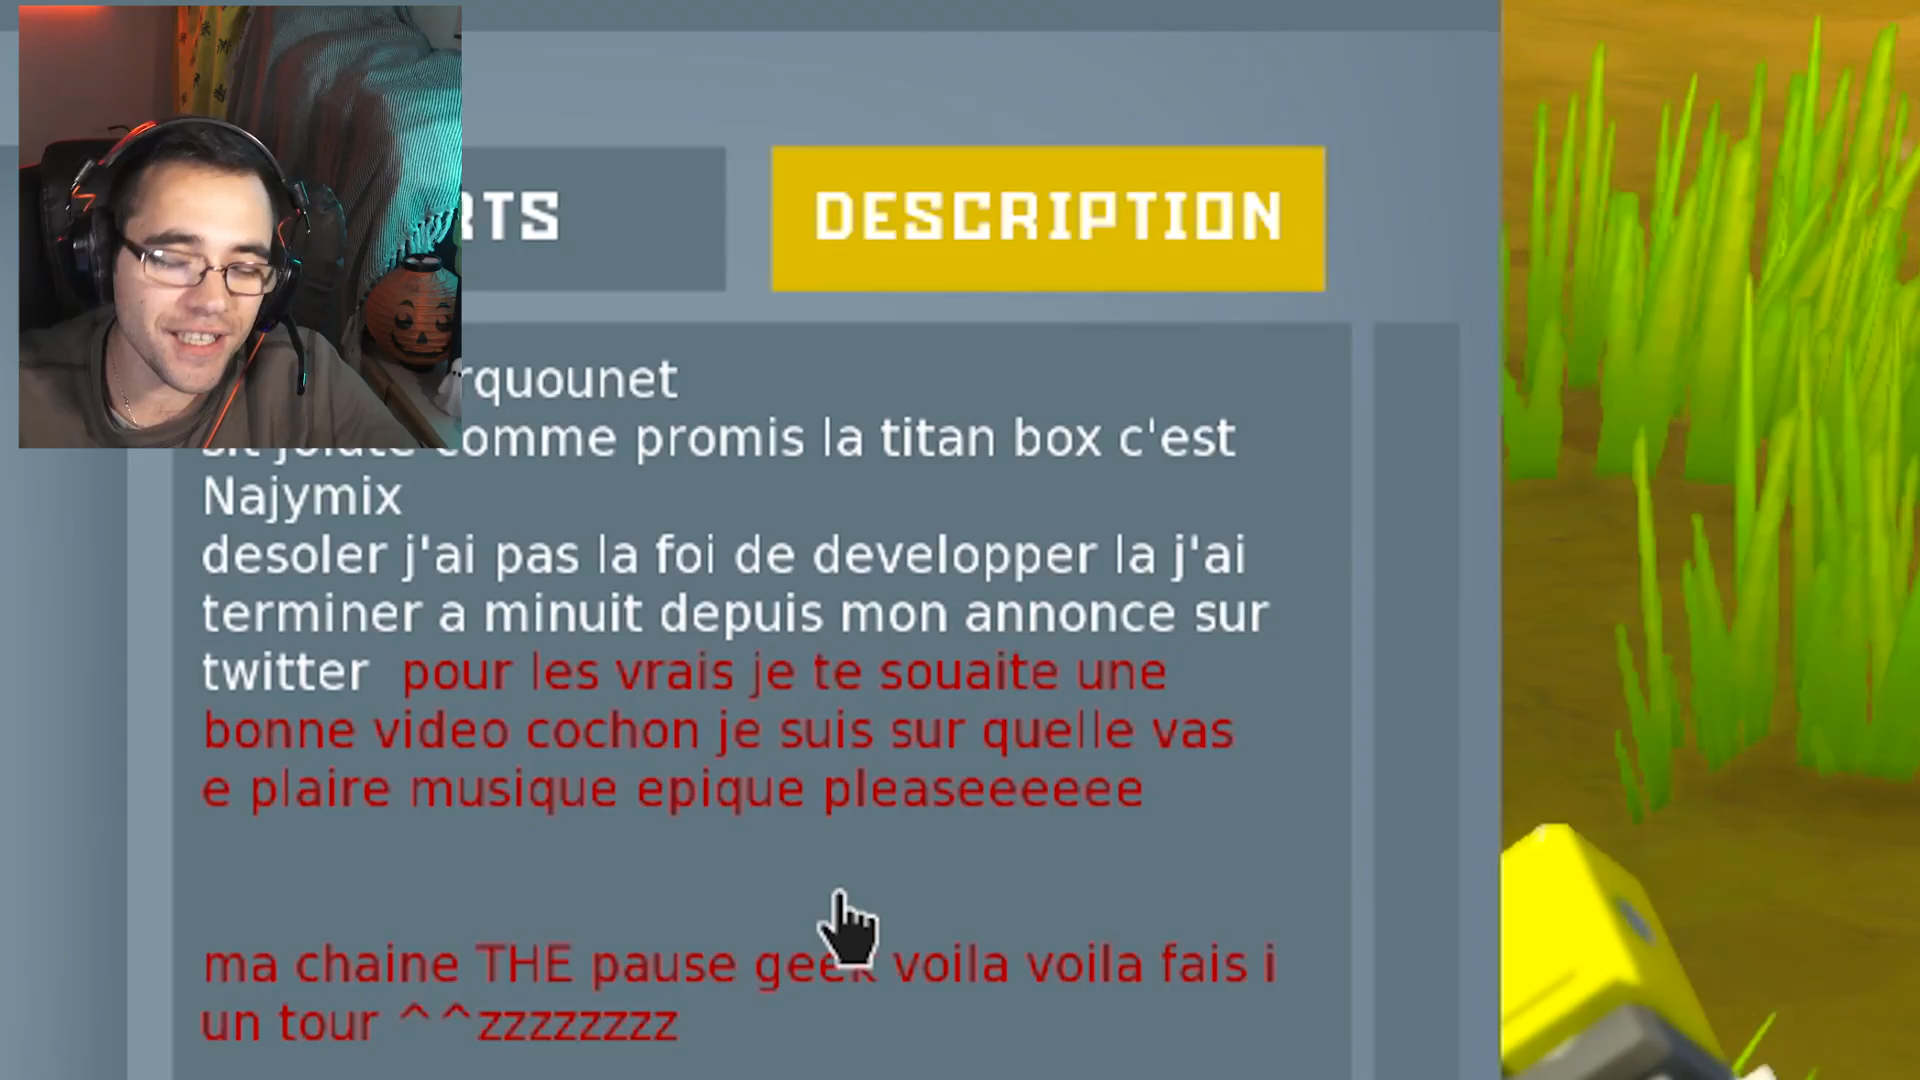 RTS
DESCRIPTION
rquounet
comme promis la titan box c'est
Najymix
desoler j'ai pas la foi de developper la j'ai
terminer a minuit depuis mon annonce sur
twitter pour les vrais je te souaite une
bonne video cochon je suis sur quelle vas
e plaire musique epique pleaseeeeee
ma chaine THE pause geek voila voila fais i
un tour ^^zzzzzzzz